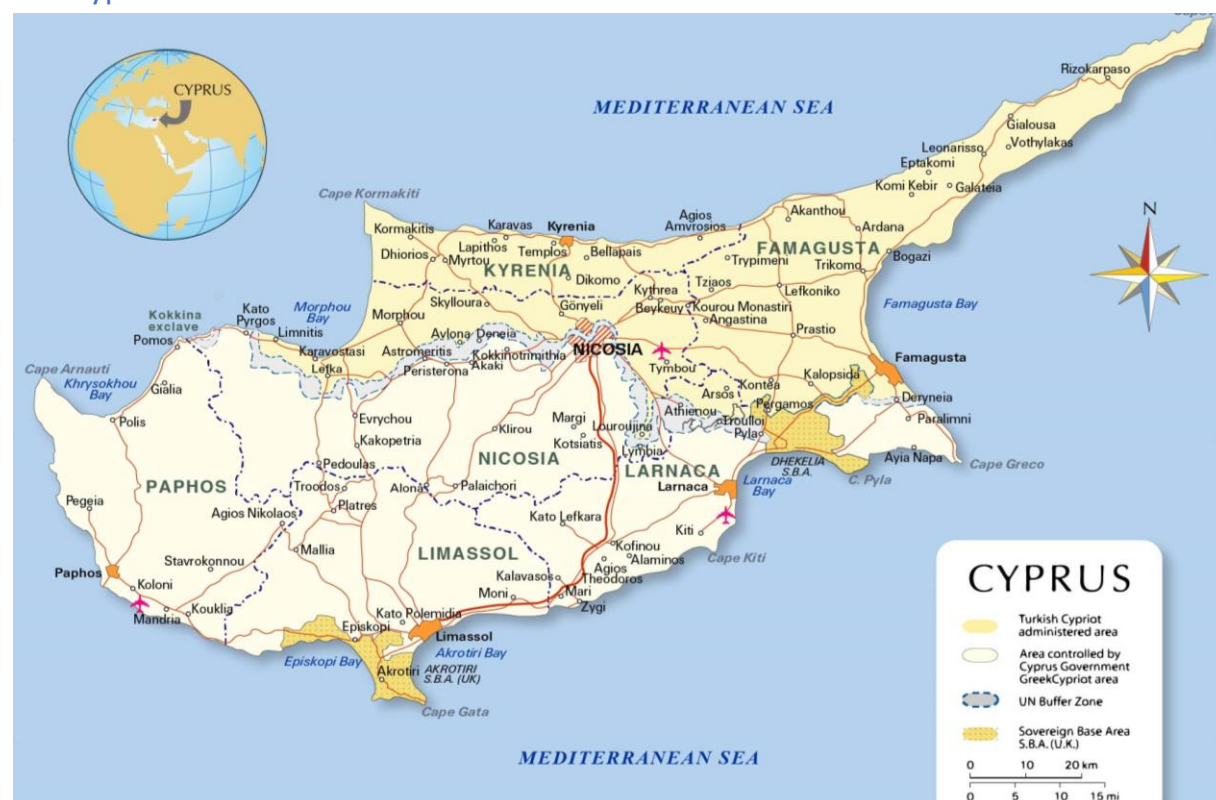 CYPRUS
MEDITERRANEAN SEA
Rizokarpaso
Gialousa
Vothylakas
Leonarisso
Eptakomi
Komi Kebir
Galateia
Cape Kormakiti
Akanthou
Agios
Amvrosios
Kormakitis
Karavas
Kyrenia
Ardana
N
Lapithos
Templos
Bellapais
FAMAGUSTA
Dhiorios
Myrtou
KYRENIA
Trypimeni
Bogazi
Trikomo
Dikomo
Tziaos
Kythrea
Lefkoniko
Skylloura
Gönyeli
Beykeuy
Kourou Monastiri
Famagusta Bay
Morphou
Bay
Kato
Pyrgos
Kokkina
exclave
Morphou
Angastina
Limnitis
Avlona
Deneia
Prastio
Pomos
NICOSIA
Karavostasi
Astromeritis
Kokkinotrimithia
Famagusta
Lefka
Peristerona
Akaki
Tymbou
Cape Arnauti
Khrysokhou
Bay
Gialia
Kontea
Kalopsida
Arsos
Deryneia
Pergamos
Athienou
Polis
Evrychou
Margi
Troulloi
Paralimni
Klirou
Louroujina
Pyla
Kotsiatis
Kakopetria
Lymbia
Ayia Napa
NICOSIA
Pedoulas
LARNACA
DHEKELIA
S.B.A.
Cape Greco
C. Pyla
PAPHOS
Troodos
Alona
Palaichori
Larnaca
Larnaca
Bay
Pegeia
Platres
Agios Nikolaos
Kato Lefkara
Kiti
Mallia
LIMASSOL
Kofinou
Cape Kiti
Stavrokonnou
Alaminos
Agios
Theodoros
Paphos
Kalavasos
Koloni
Moni
Mari
Zygi
Mandria
Kouklia
Kato Polemidia
Episkopi
Limassol
Episkopi Bay
Akrotiri Bay
Akrotiri
AKROTIRI
S.B.A. (UK)
Cape Gata
MEDITERRANEAN SEA
CYPRUS
Turkish Cypriot
administered area
Area controlled by
Cyprus Government
GreekCypriot area
UN Buffer Zone
Sovereign Base Area
S.B.A. (U.K.)
0 10 20 km
0 5 10 15 mi